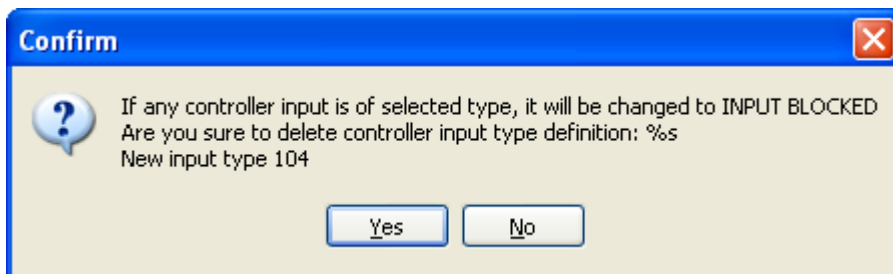 Confirm
If any controller input is of selected type, it will be changed to INPUT BLOCKED
Are you sure to delete controller input type definition: %s
New input type 104
Yes
No